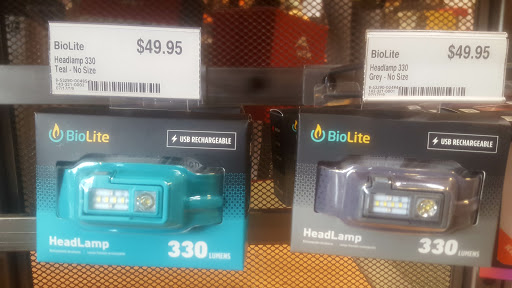 BioLite
$49.95
Headlamp 330
Teal - No Size
BioLite
USB RECHARGEABLE
HeadLamp
330 LUMENS
BioLite
$49.95
Headlamp 330
Grey - No Size
BioLite
USB RECHARGEABLE
HeadLamp
330 LUMENS